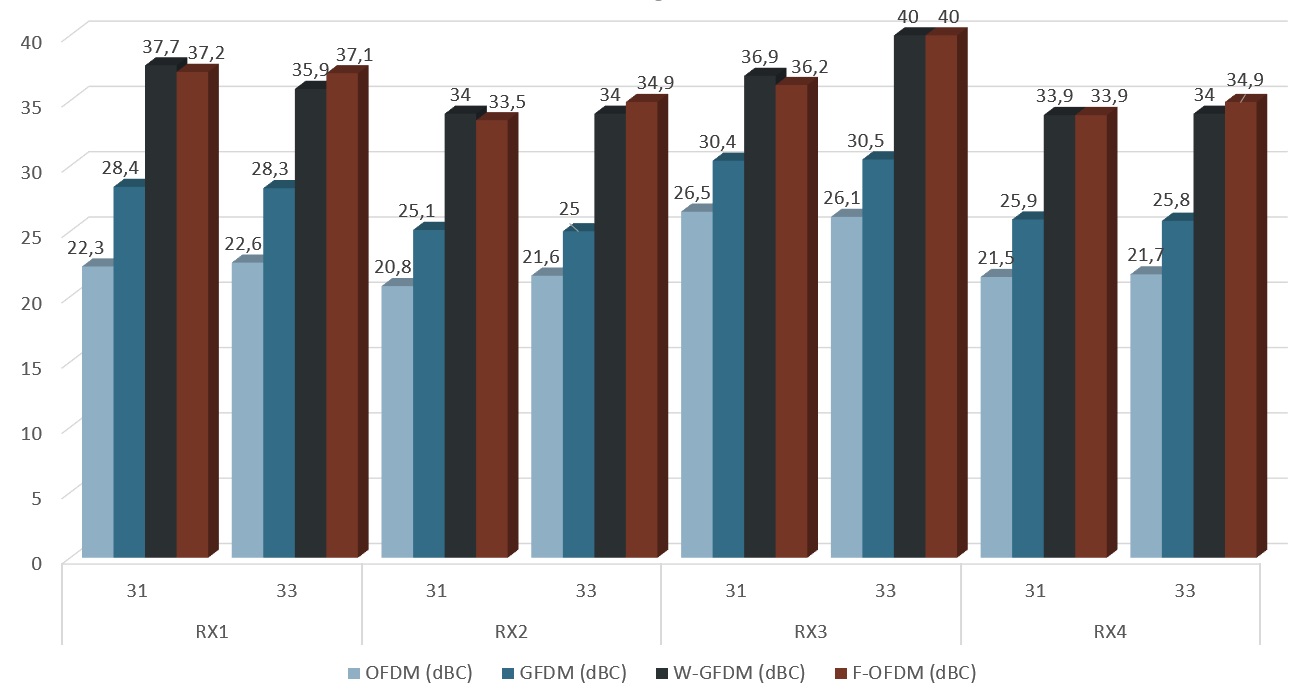 40
35
30
25
20
15
10
5
0
22,3 28,4 37,7 37,2
22,6 28,3 35,9 37,1
20,8 25,1 34 33,5
21,6 25 34 34,9
26,5 30,4 36,9 36,2
26,1 30,5 40 40
21,5 25,9 33,9 33,9
21,7 25,8 34 34,9
31 33 31 33 31 33 31 33
RX1 RX2 RX3 RX4
OFDM (dBC) GFDM (dBC) W-GFDM (dBC) F-OFDM (dBC)